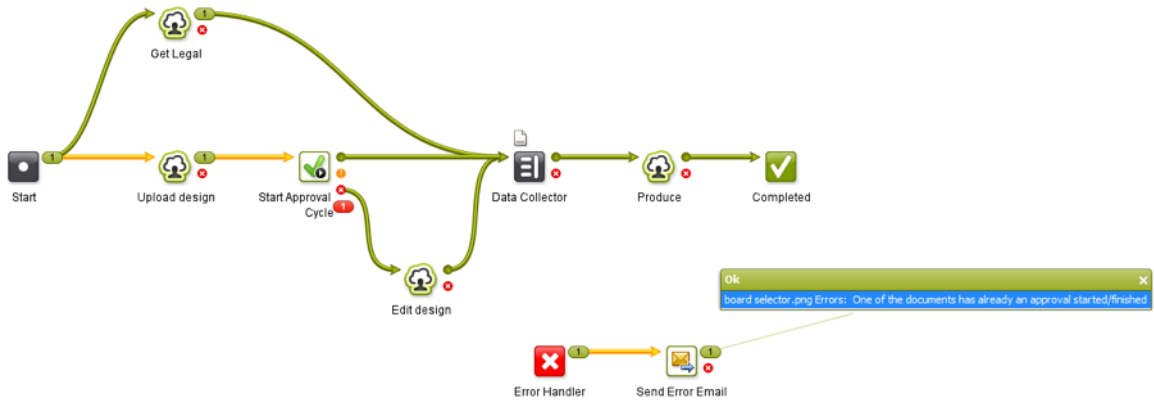 1
Get Legal
1
1
Start
Upload design
Start Approval
Cycle
1
Data Collector
Produce
Completed
Edit design
Ok
board selector.png Errors: One of the documents has already an approval started/finished
1
1
Error Handler
Send Error Email